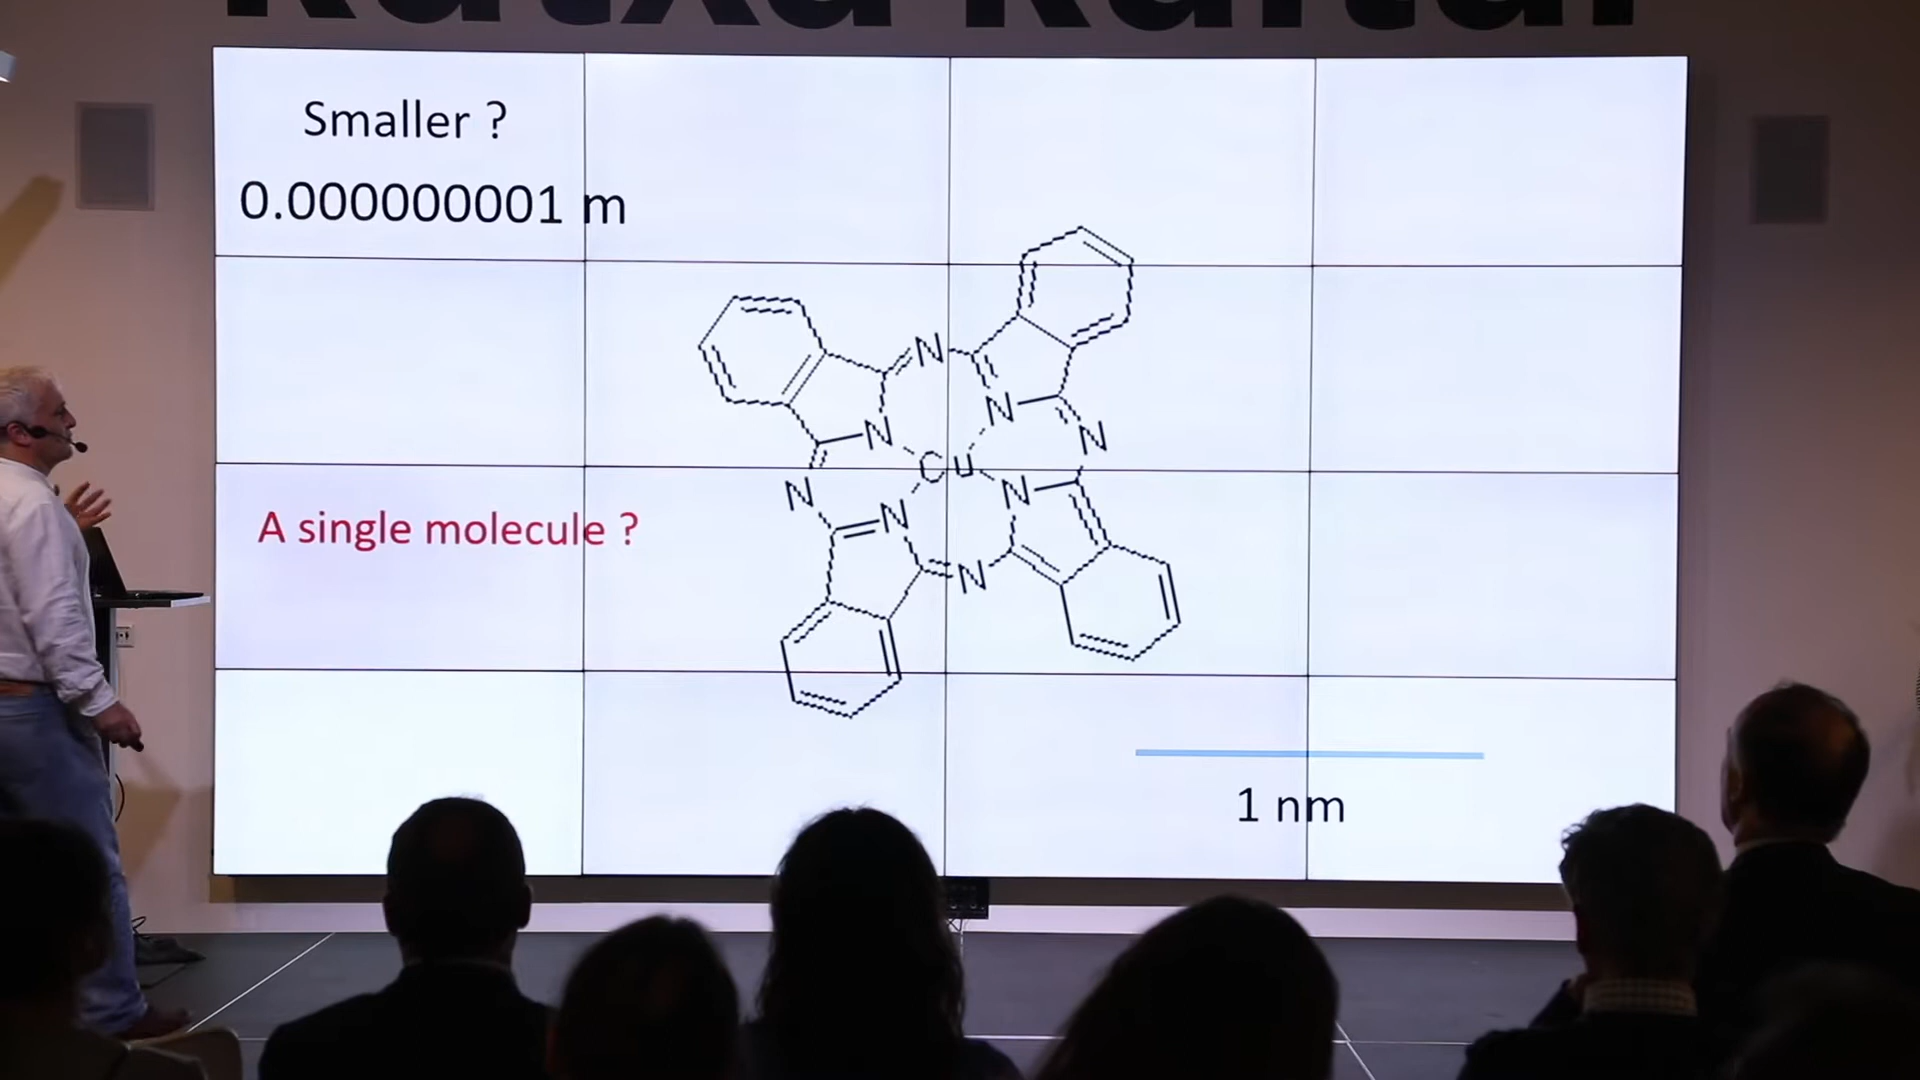 Smaller ?
0.000000001 m
N
N
N
N
Cu
N
N
A single molecule ?
N
N
1 nm